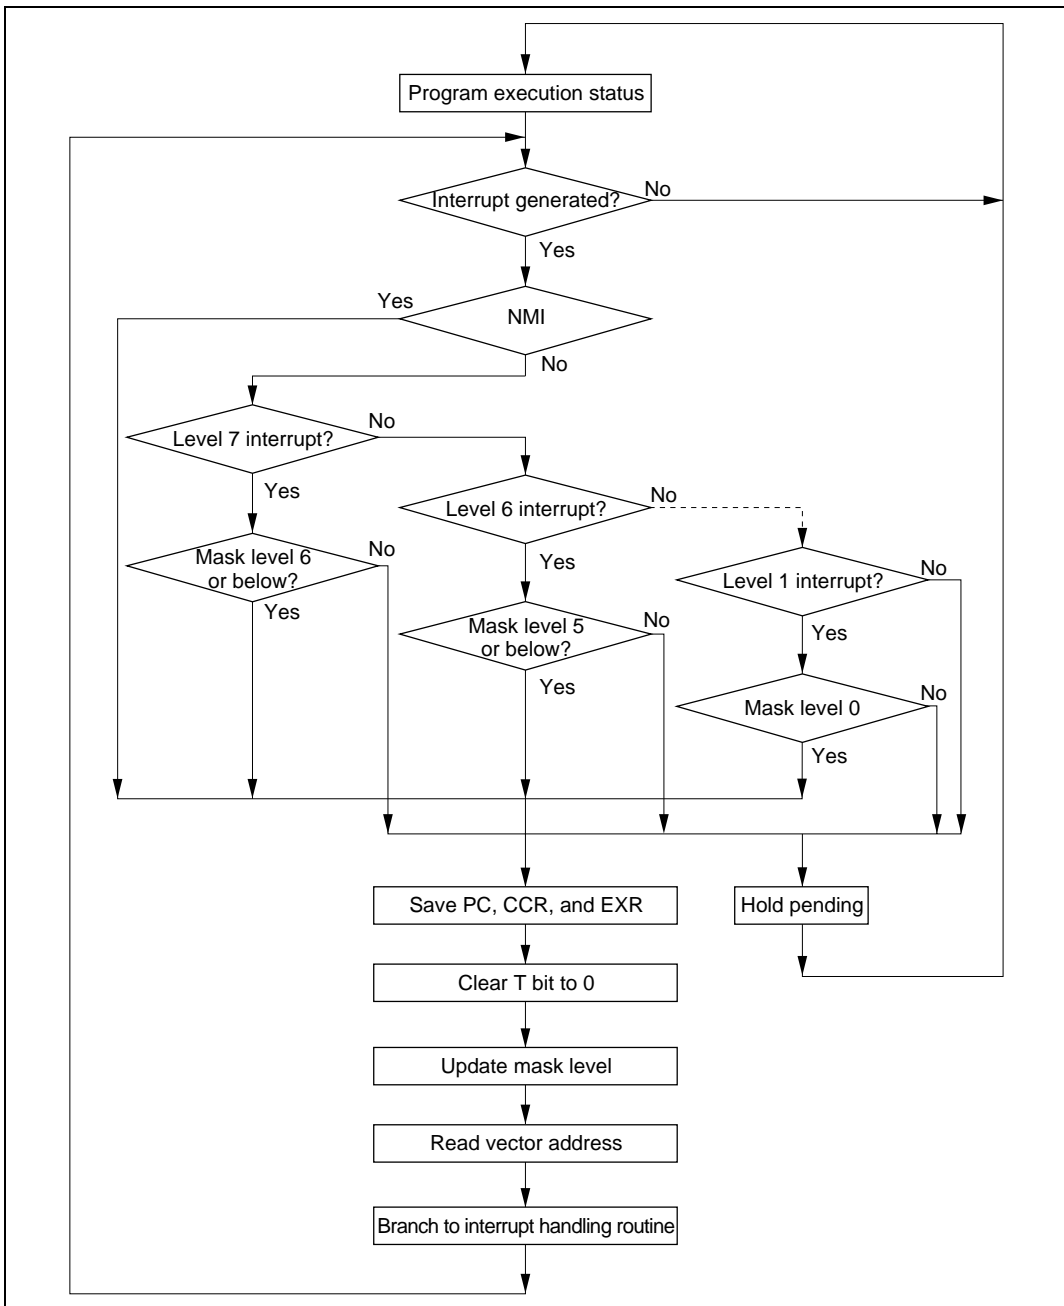 Program execution status
Interrupt generated?
No
Yes
Yes
NMI
No
Level 7 interrupt?
No
Yes
Level 6 interrupt?
No
Yes
Mask level 6
or below?
No
Yes
Level 1 interrupt?
No
Yes
Mask level 5
or below?
No
Yes
Mask level 0
No
Yes
Save PC, CCR, and EXR
Hold pending
Clear T bit to 0
Update mask level
Read vector address
Branch to interrupt handling routine